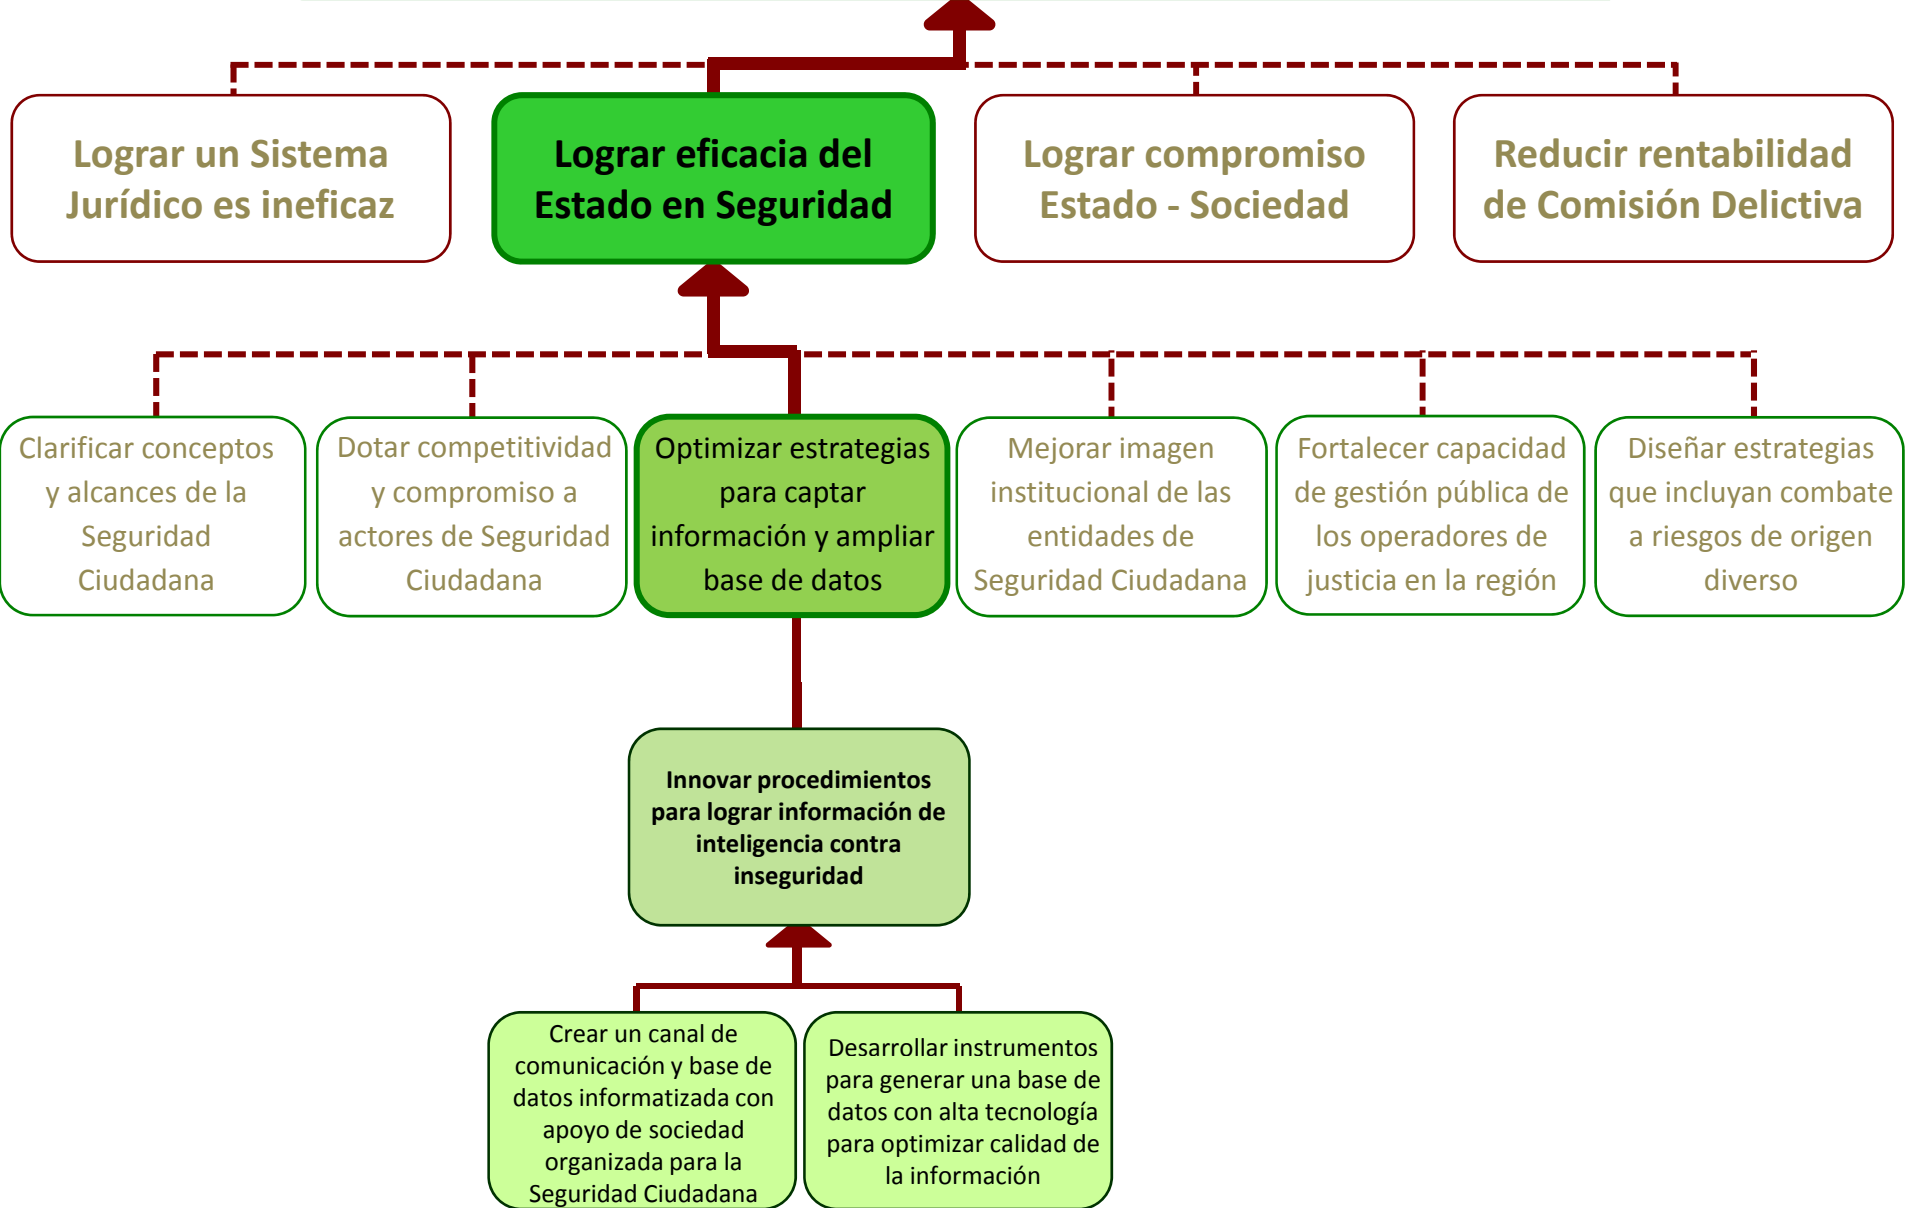 Lograr un Sistema
Jurídico es ineficaz
Lograr eficacia del
Estado en Seguridad
Lograr compromiso
Estado - Sociedad
Reducir rentabilidad
de Comisión Delictiva
Clarificar conceptos
y alcances de la
Seguridad
Ciudadana
Dotar competitividad
y compromiso a
actores de Seguridad
Ciudadana
Optimizar estrategias
para captar
información y ampliar
base de datos
Mejorar imagen
institucional de las
entidades de
Seguridad Ciudadana
Fortalecer capacidad
de gestión pública de
los operadores de
justicia en la región
Diseñar estrategias
que incluyan combate
a riesgos de origen
diverso
Innovar procedimientos
para lograr información de
inteligencia contra
inseguridad
Crear un canal de
comunicación y base de
datos informatizada con
apoyo de sociedad
organizada para la
Seguridad Ciudadana
Desarrollar instrumentos
para generar una base de
datos con alta tecnología
para optimizar calidad de
la información